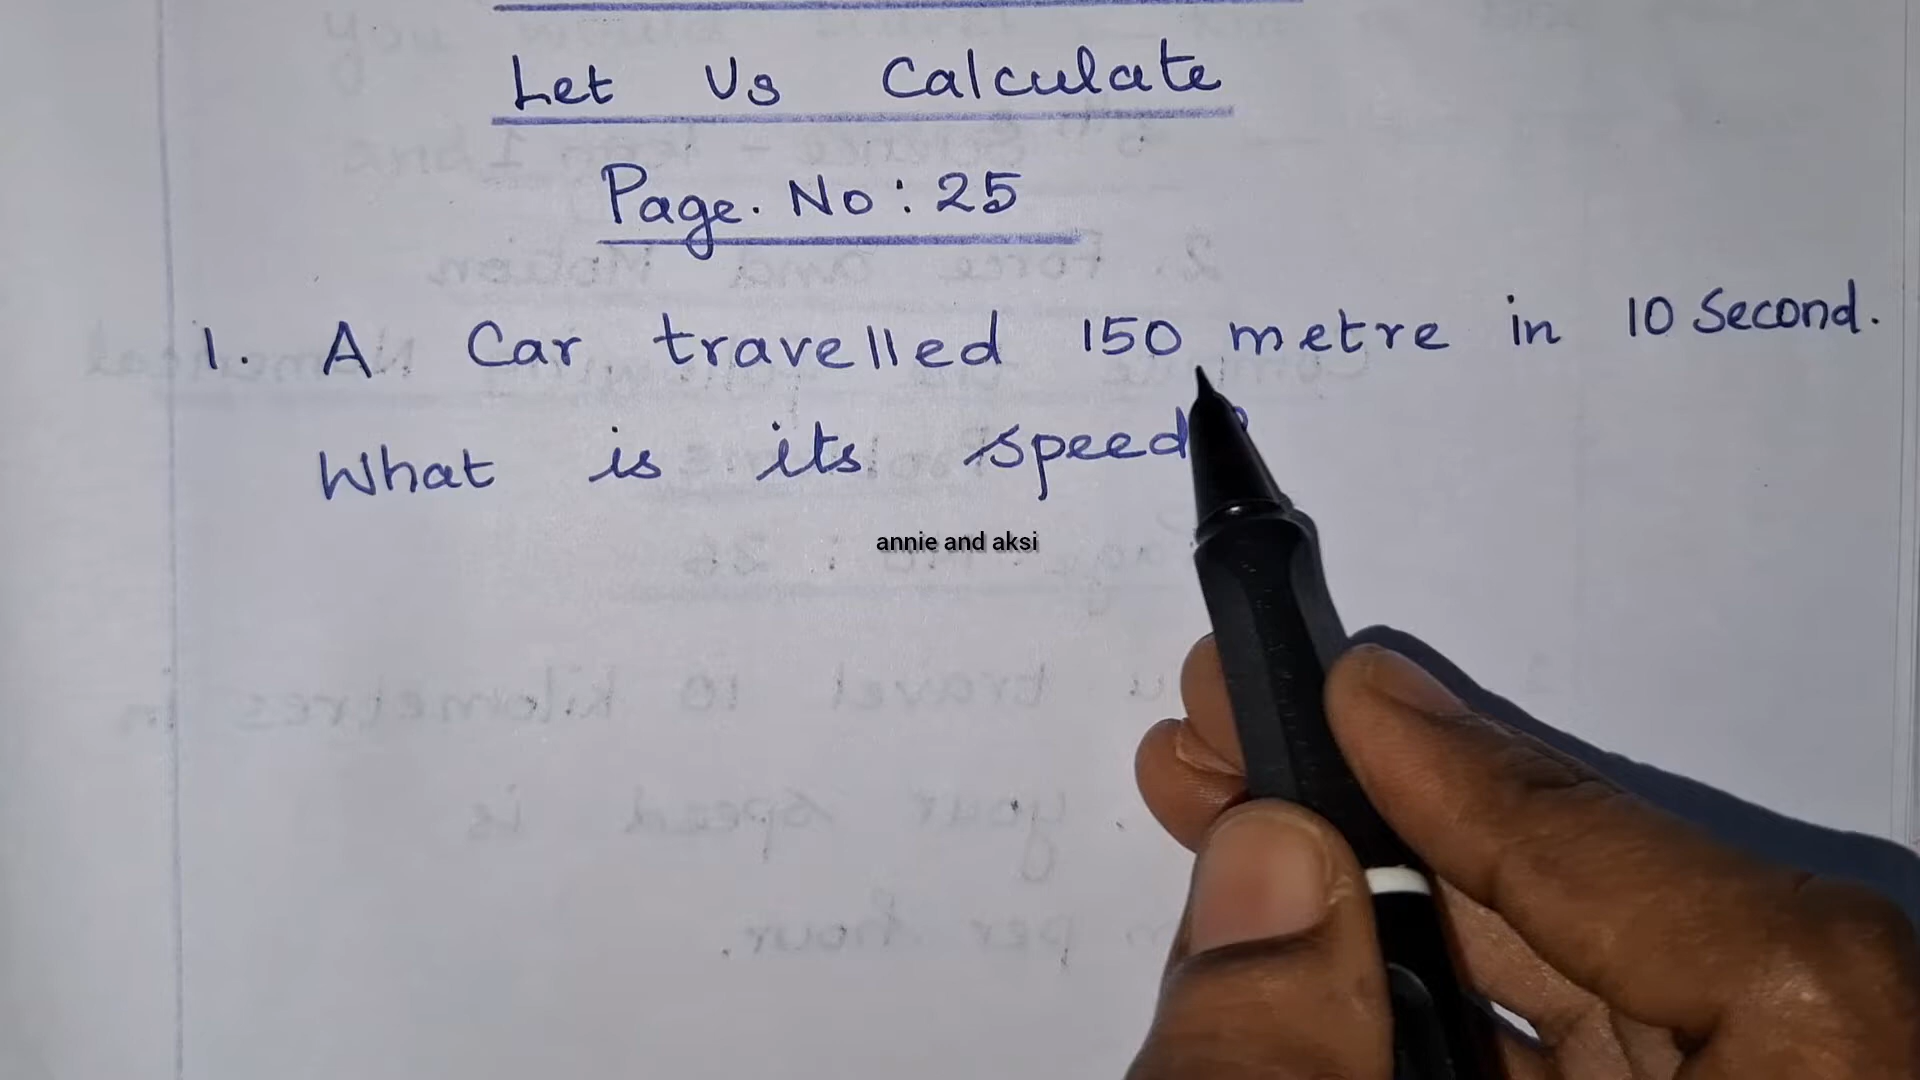 Let Us Calculate
Page. No: 25
1. A Car travelled 150 metre in 10 Second.
What is its speed?
annie and aksi